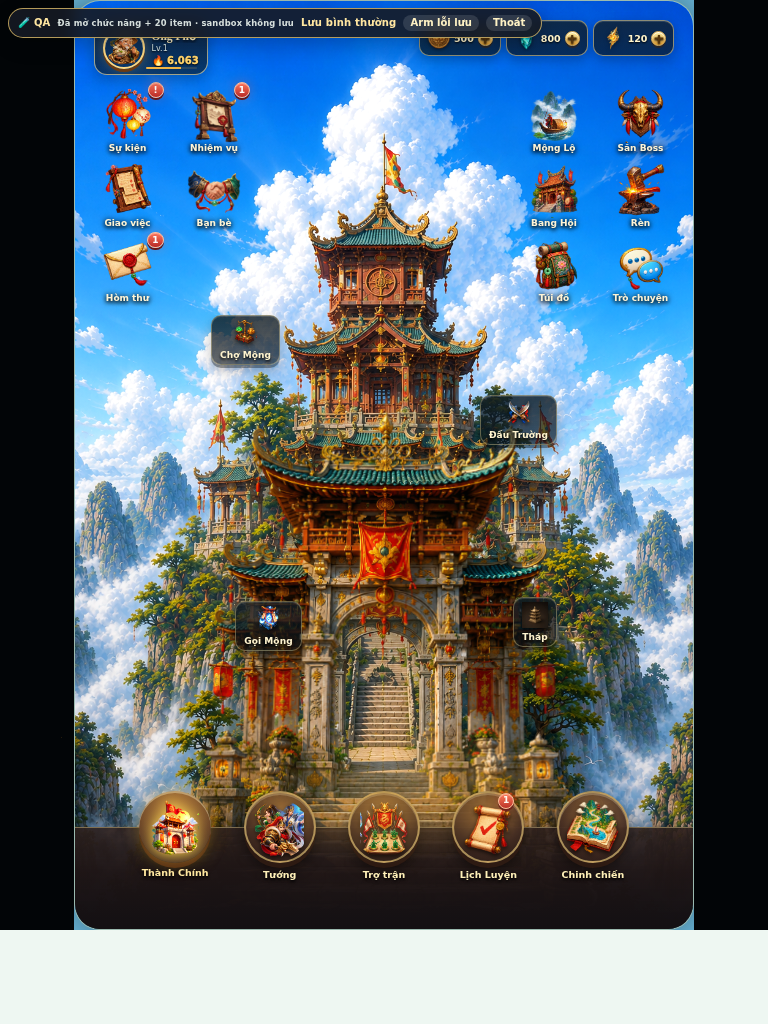 🧪 QA Đã mở chức năng + 20 item · sandbox không lưu Lưu bình thường Arm lỗi lưu Thoát
Lv.1
6.063
800
120
!
1
Sự kiện
Nhiệm vụ
Mộng Lộ
Săn Boss
Giao việc
Bạn bè
Bang Hội
Rèn
1
Hòm thư
Túi đồ
Trò chuyện
Chợ Mộng
Đấu Trường
Gọi Mộng
Tháp
1
Thành Chính
Tướng
Trợ trận
Lịch Luyện
Chinh chiến